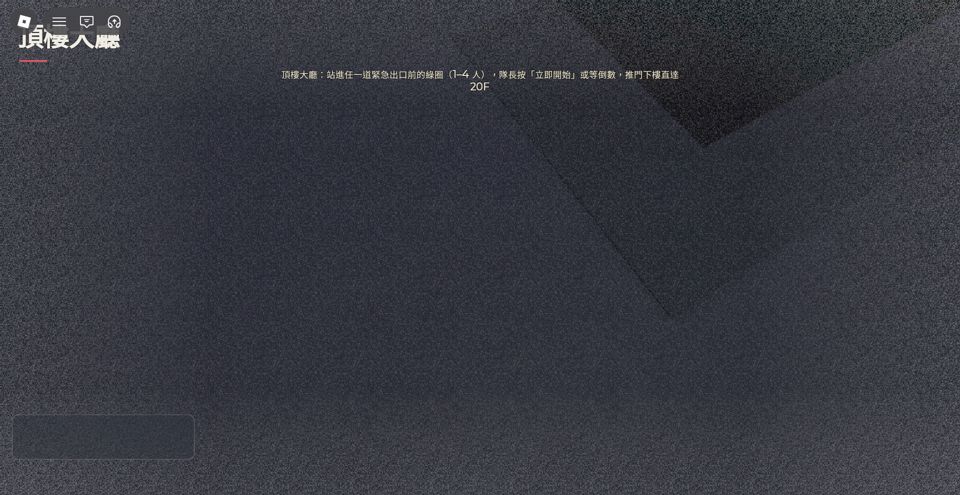 頂樓大廳
頂樓大廳：站進任一道緊急出口前的綠圈（1–4 人），隊長按「立即開始」或等倒數，推門下樓直達
20F